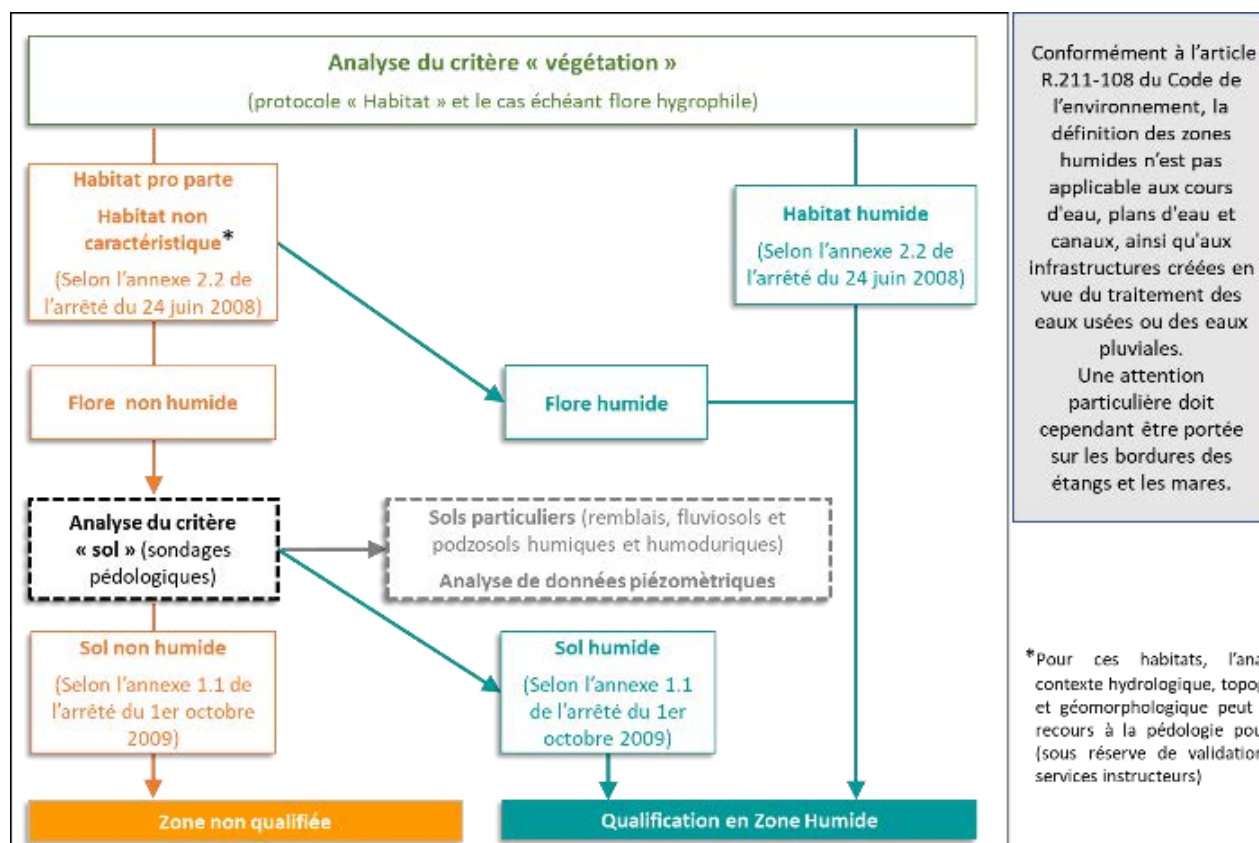 Analyse du critère « végétation »
(protocole « Habitat » et le cas échéant flore hygrophile)
Habitat pro parte
Habitat non
caractéristique*
(Selon l'annexe 2.2 de
l'arrêté du 24 juin 2008)
Habitat humide
(Selon l'annexe 2.2 de
l'arrêté du 24 juin 2008)
Flore non humide
Flore humide
Analyse du critère
« sol » (sondages
pédologiques)
Sols particuliers (remblais, fluviosols et
podzosols humiques et humoduriques)
Analyse de données piézomètriques
Sol non humide
(Selon l'annexe 1.1 de
l'arrêté du 1er octobre
2009)
Sol humide
(Selon l'annexe 1.1
de l'arrêté du 1er
octobre 2009)
Zone non qualifiée
Qualification en Zone Humide
Conformément à l'article
R.211-108 du Code de
l'environnement, la
définition des zones
humides n'est pas
applicable aux cours
d'eau, plans d'eau et
canaux, ainsi qu'aux
infrastructures créées en
vue du traitement des
eaux usées ou des eaux
pluviales.
Une attention
particulière doit
cependant être portée
sur les bordures des
étangs et les mares.
*Pour ces habitats, l'ana
contexte hydrologique, topo
et géomorphologique peut
recours à la pédologie pou
(sous réserve de validation
services instructeurs)